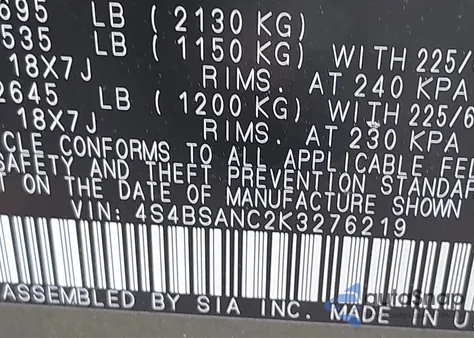 695 LB ( 2130 KG)
535 LB ( 1150 KG) WITH 225/
18X7J RIMS. AT 240 KPA
2645 LB ( 1200 KG) WITH 225/6
18X7J RIMS. AT 230 KPA
CLE CONFORMS TO ALL APPLICABLE FE
SAFETY AND THEFT PREVENTION STANDA
T ON THE DATE OF MANUFACTURE SHOWN
VIN: 4S4BSANC2K3276219
ASSEMBLED BY SIA INC. MADE IN U
autoSnap